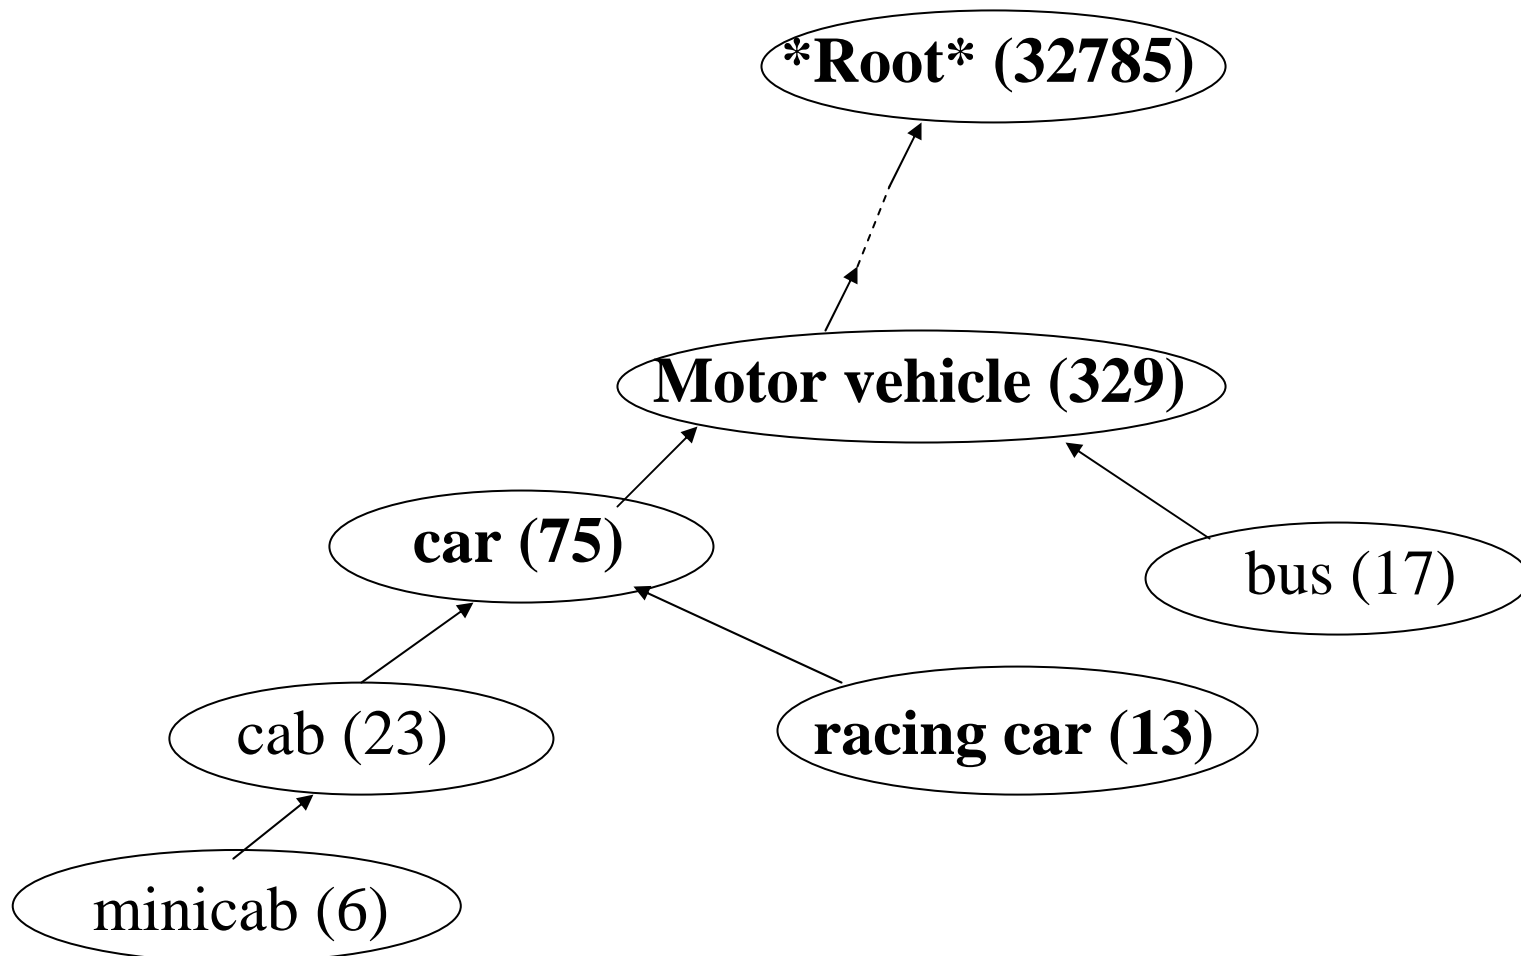 *Root* (32785)
Motor vehicle (329)
car (75)
bus (17)
cab (23)
racing car (13)
minicab (6)